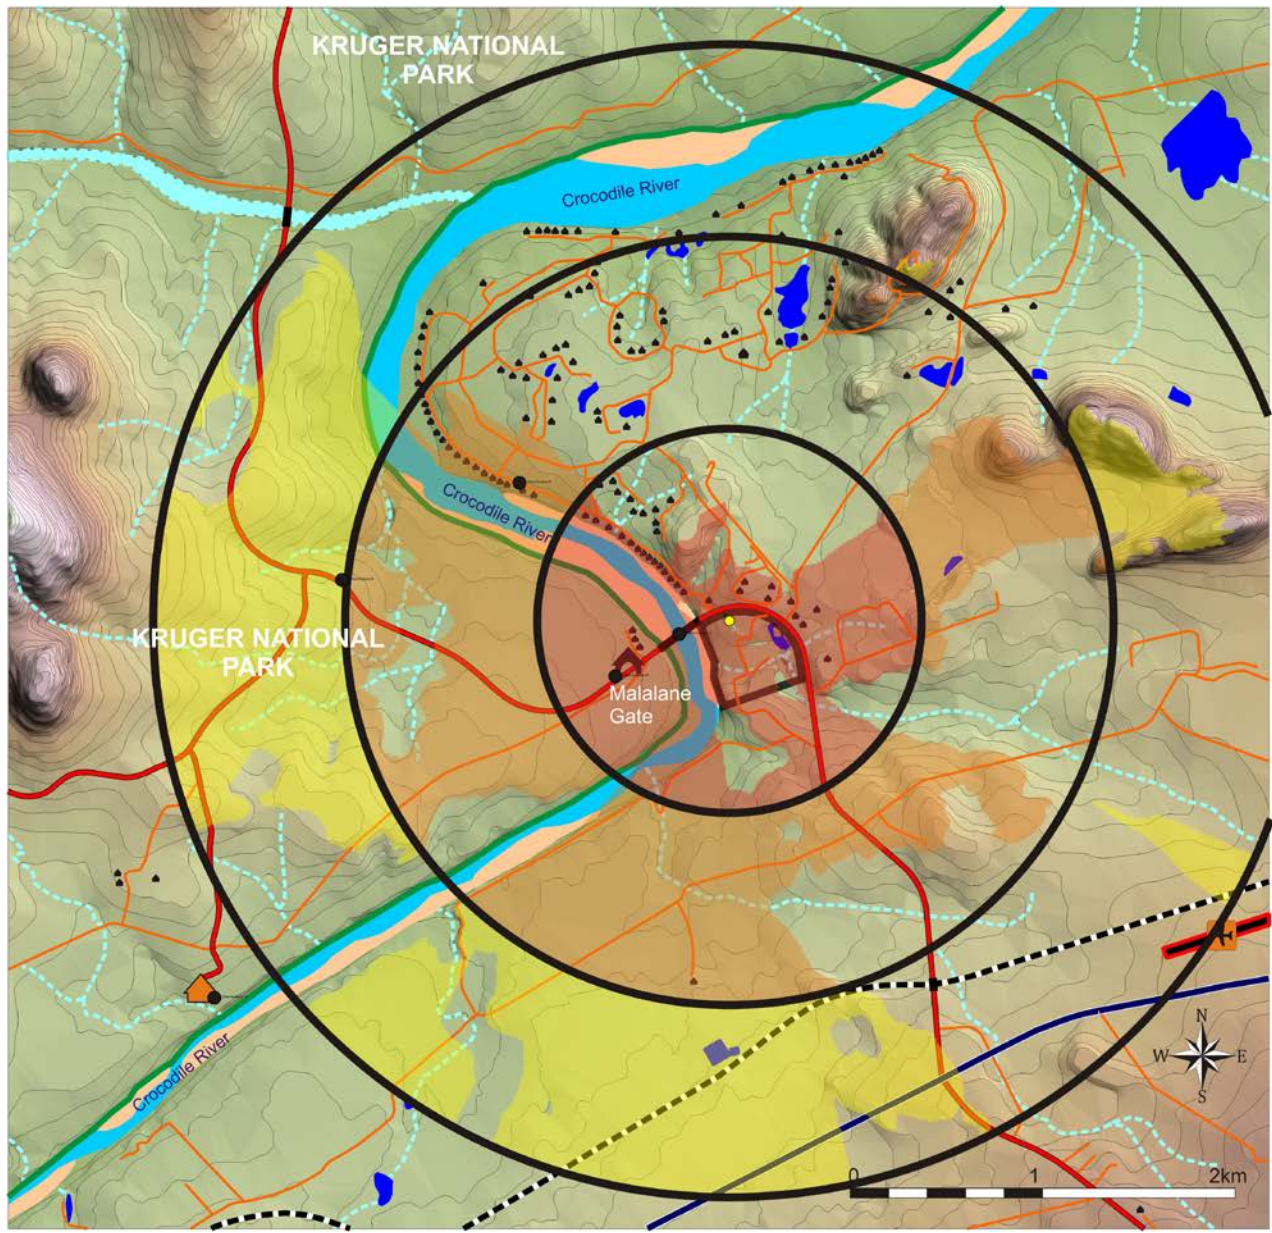 KRUGER NATIONAL
PARK
Crocodile River
Crocodile River
KRUGER NATIONAL
PARK
Malalane
Gate
Crocodile River
N
W E
S
0 1 2km